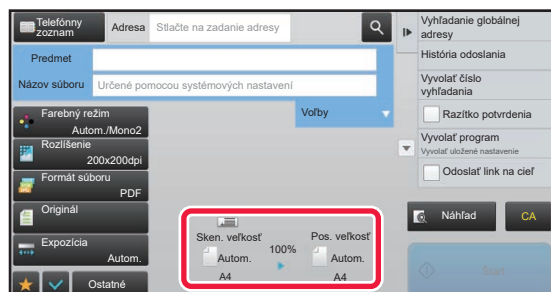 Telefónny
zoznam
Adresa
Stlačte na zadanie adresy
Predmet
Názov súboru
Určené pomocou systémových nastavení
Voľby
Farebný režim
Autom./Mono2
Rozlíšenie
200x200dpi
Formát súboru
PDF
Originál
Expozícia
Autom.
Ostatné
Sken. veľkosť
Autom.
A4
100%
Pos. veľkosť
Autom.
A4
Vyhľadanie globálnej
adresy
História odoslania
Vyvolať číslo
vyhľadania
Razítko potvrdenia
Vyvolať program
Vyvolať uložené nastavenie
Odoslať link na cieľ
Náhľad
CA
Štart